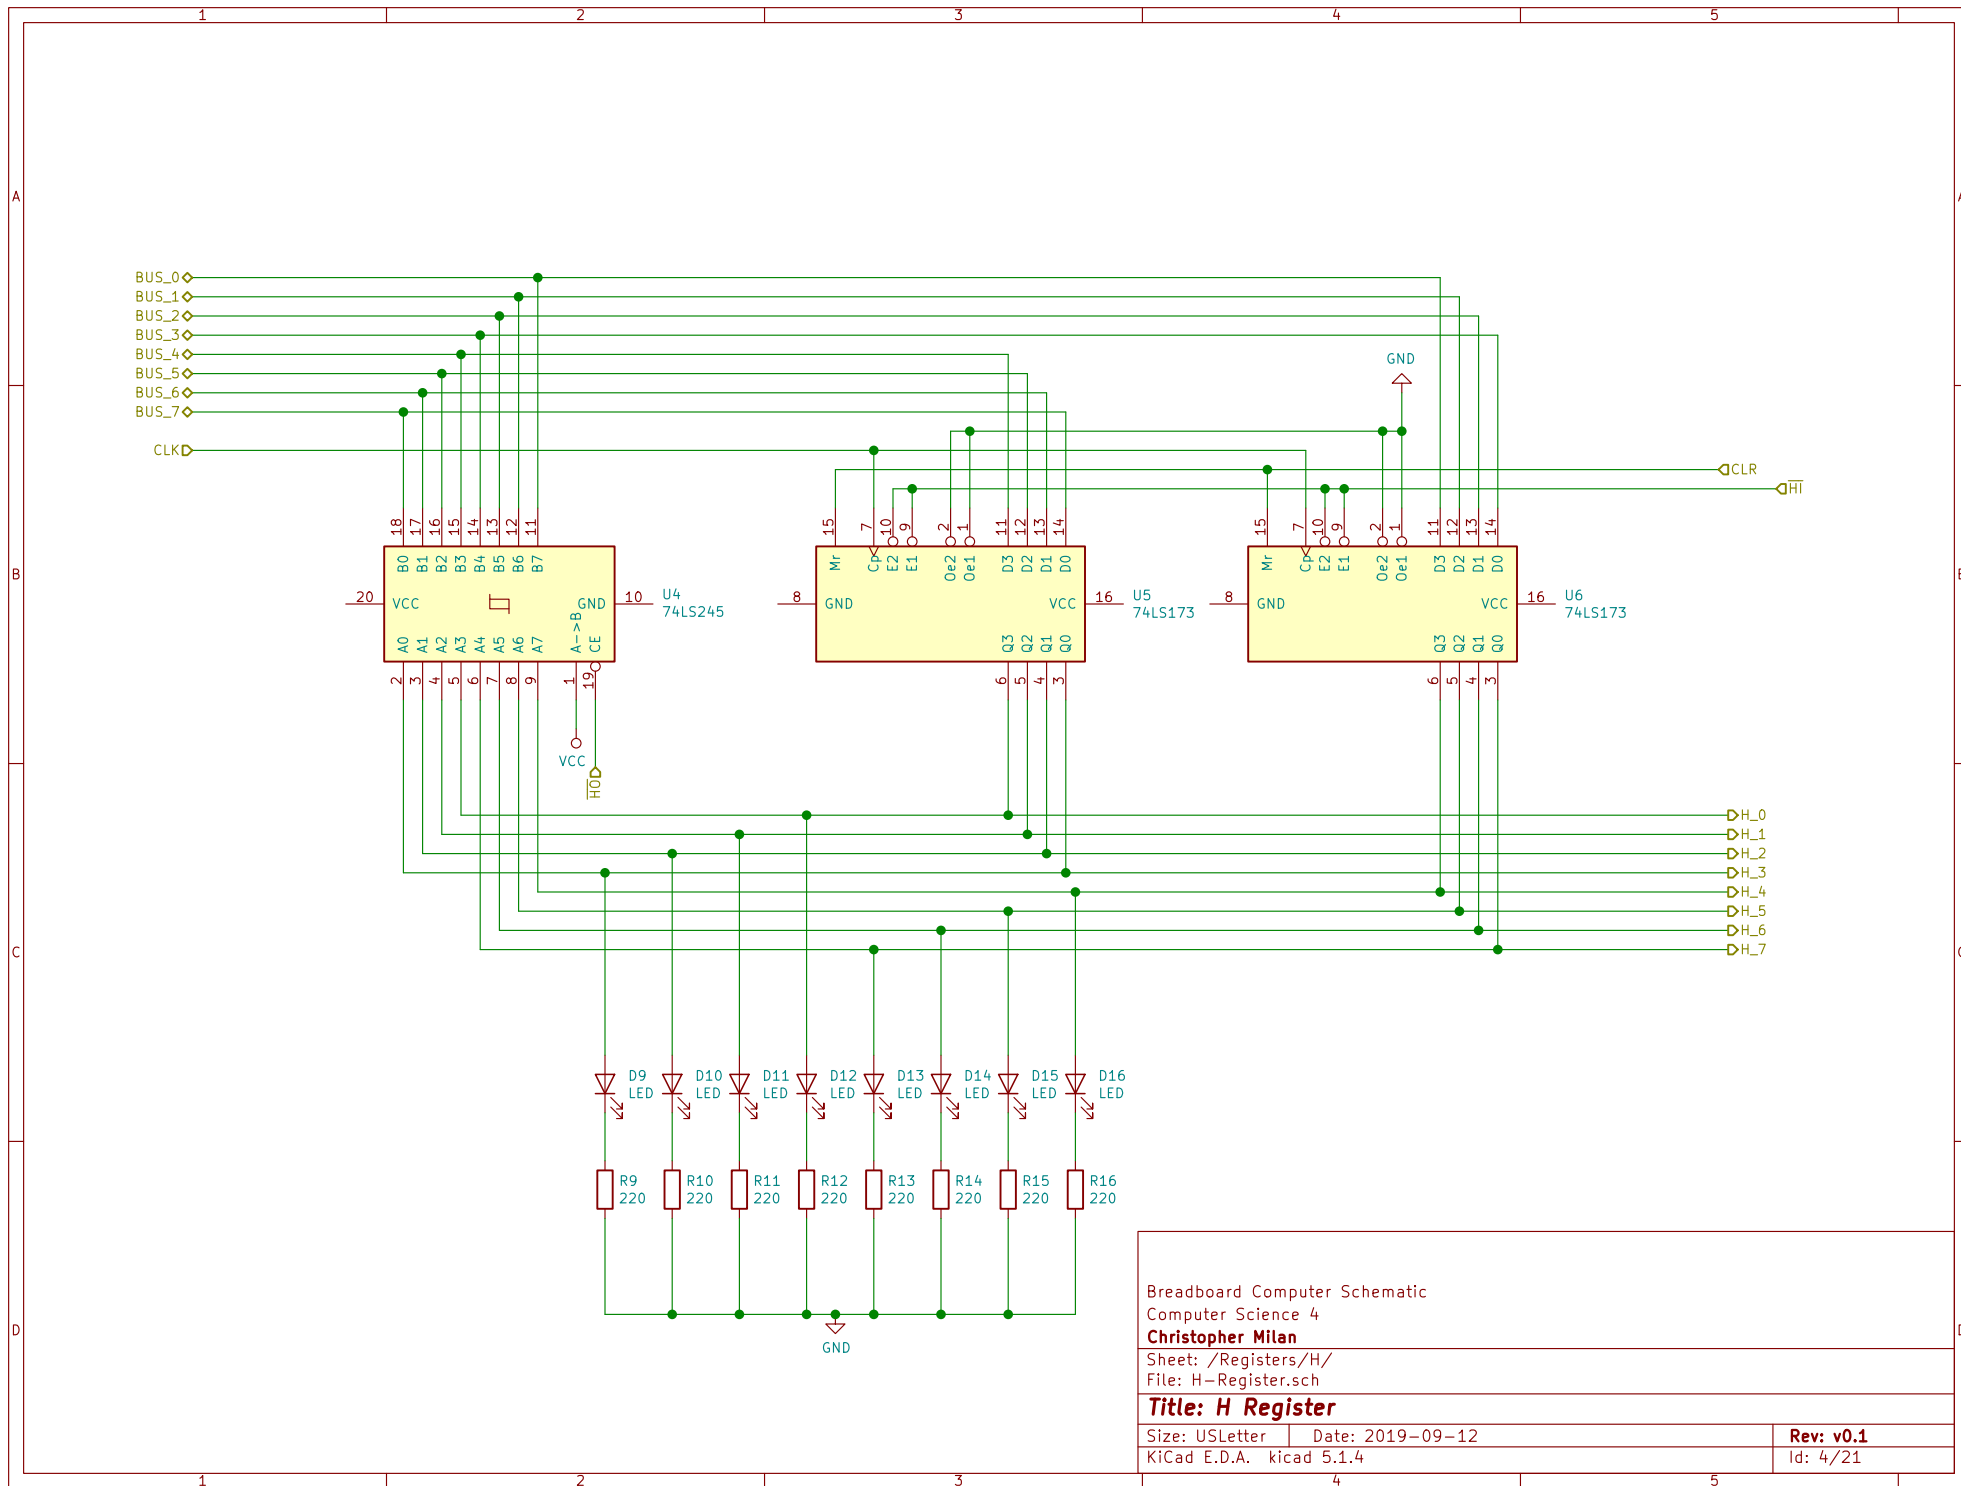 1 2 3 4 5
A
BUS_0
BUS_1
BUS_2
BUS_3
BUS_4
BUS_5
BUS_6
BUS_7
GND
CLK
CLR
HI
18 17 16 15 14 13 12 11
15 7 10 9 2 1 11 12 13 14
15 7 10 9 2 1 11 12 13 14
B0 B1 B2 B3 B4 B5 B6 B7
Mr Cp E2 E1 Oe2 Oe1 D3 D2 D1 D0
Mr Cp E2 E1 Oe2 Oe1 D3 D2 D1 D0
B
20 VCC GND 10
U4
74LS245
8 GND VCC 16
U5
74LS173
8 GND VCC 16
U6
74LS173
A0 A1 A2 A3 A4 A5 A6 A7 A->B CE
Q3 Q2 Q1 Q0
Q3 Q2 Q1 Q0
2 3 4 5 6 7 8 9 1 19
6 5 4 3
6 5 4 3
VCC
HO
H_0
H_1
H_2
H_3
H_4
H_5
H_6
H_7
C
D9 D10 D11 D12 D13 D14 D15 D16
LED LED LED LED LED LED LED LED
R9 R10 R11 R12 R13 R14 R15 R16
220 220 220 220 220 220 220 220
D
GND
Breadboard Computer Schematic
Computer Science 4
Christopher Milan
Sheet: /Registers/H/
File: H-Register.sch
Title: H Register
Size: USLetter Date: 2019-09-12 Rev: v0.1
KiCad E.D.A. kicad 5.1.4 Id: 4/21
1 2 3 4 5